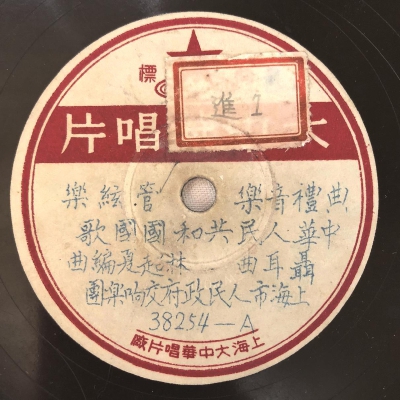 標
大唱片
進1
典禮音樂 管絃樂
中華人民共和國國歌
聶耳曲 林起夏編曲
上海市人民政府交响樂團
38254—A
上海大中華唱片廠